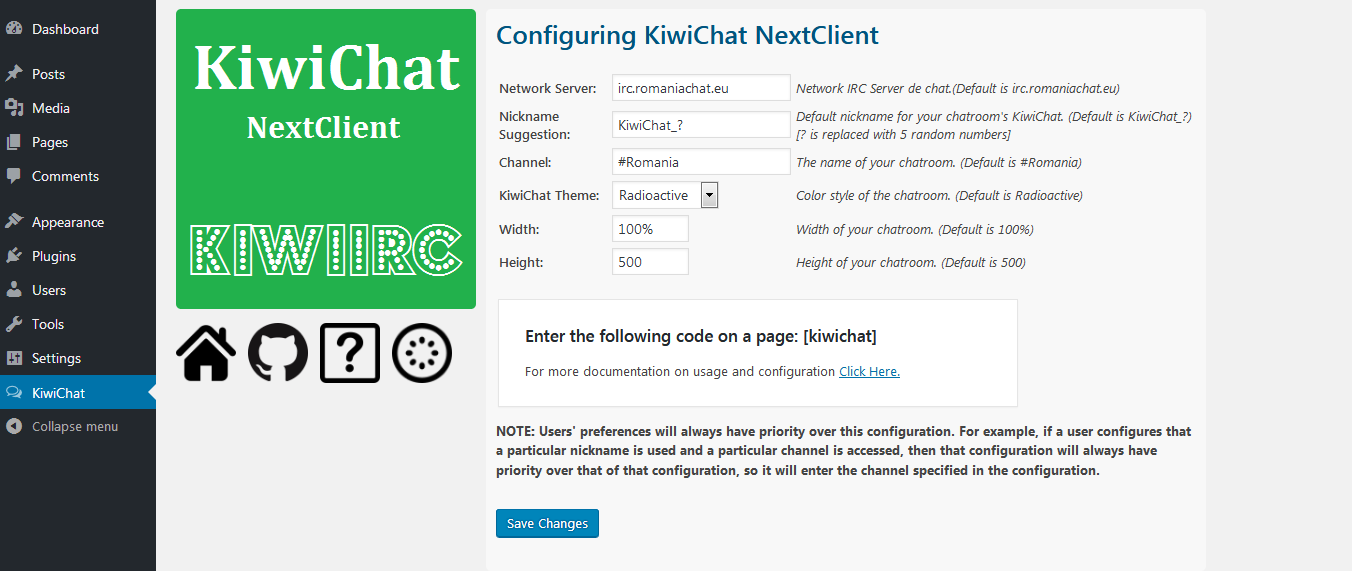 Dashboard
Posts
Media
Pages
Comments
Appearance
Plugins
Users
Tools
Settings
KiwiChat
Collapse menu
KiwiChat
NextClient
KIWIIRC
?
Configuring KiwiChat NextClient
Network Server: irc.romaniachat.eu Network IRC Server de chat.(Default is irc.romaniachat.eu)
Nickname Suggestion: KiwiChat_? Default nickname for your chatroom's KiwiChat. (Default is KiwiChat_?)
[? is replaced with 5 random numbers]
Channel: #Romania The name of your chatroom. (Default is #Romania)
KiwiChat Theme: Radioactive Color style of the chatroom. (Default is Radioactive)
Width: 100% Width of your chatroom. (Default is 100%)
Height: 500 Height of your chatroom. (Default is 500)
Enter the following code on a page: [kiwichat]
For more documentation on usage and configuration Click Here.
NOTE: Users' preferences will always have priority over this configuration. For example, if a user configures that
a particular nickname is used and a particular channel is accessed, then that configuration will always have
priority over that of that configuration, so it will enter the channel specified in the configuration.
Save Changes